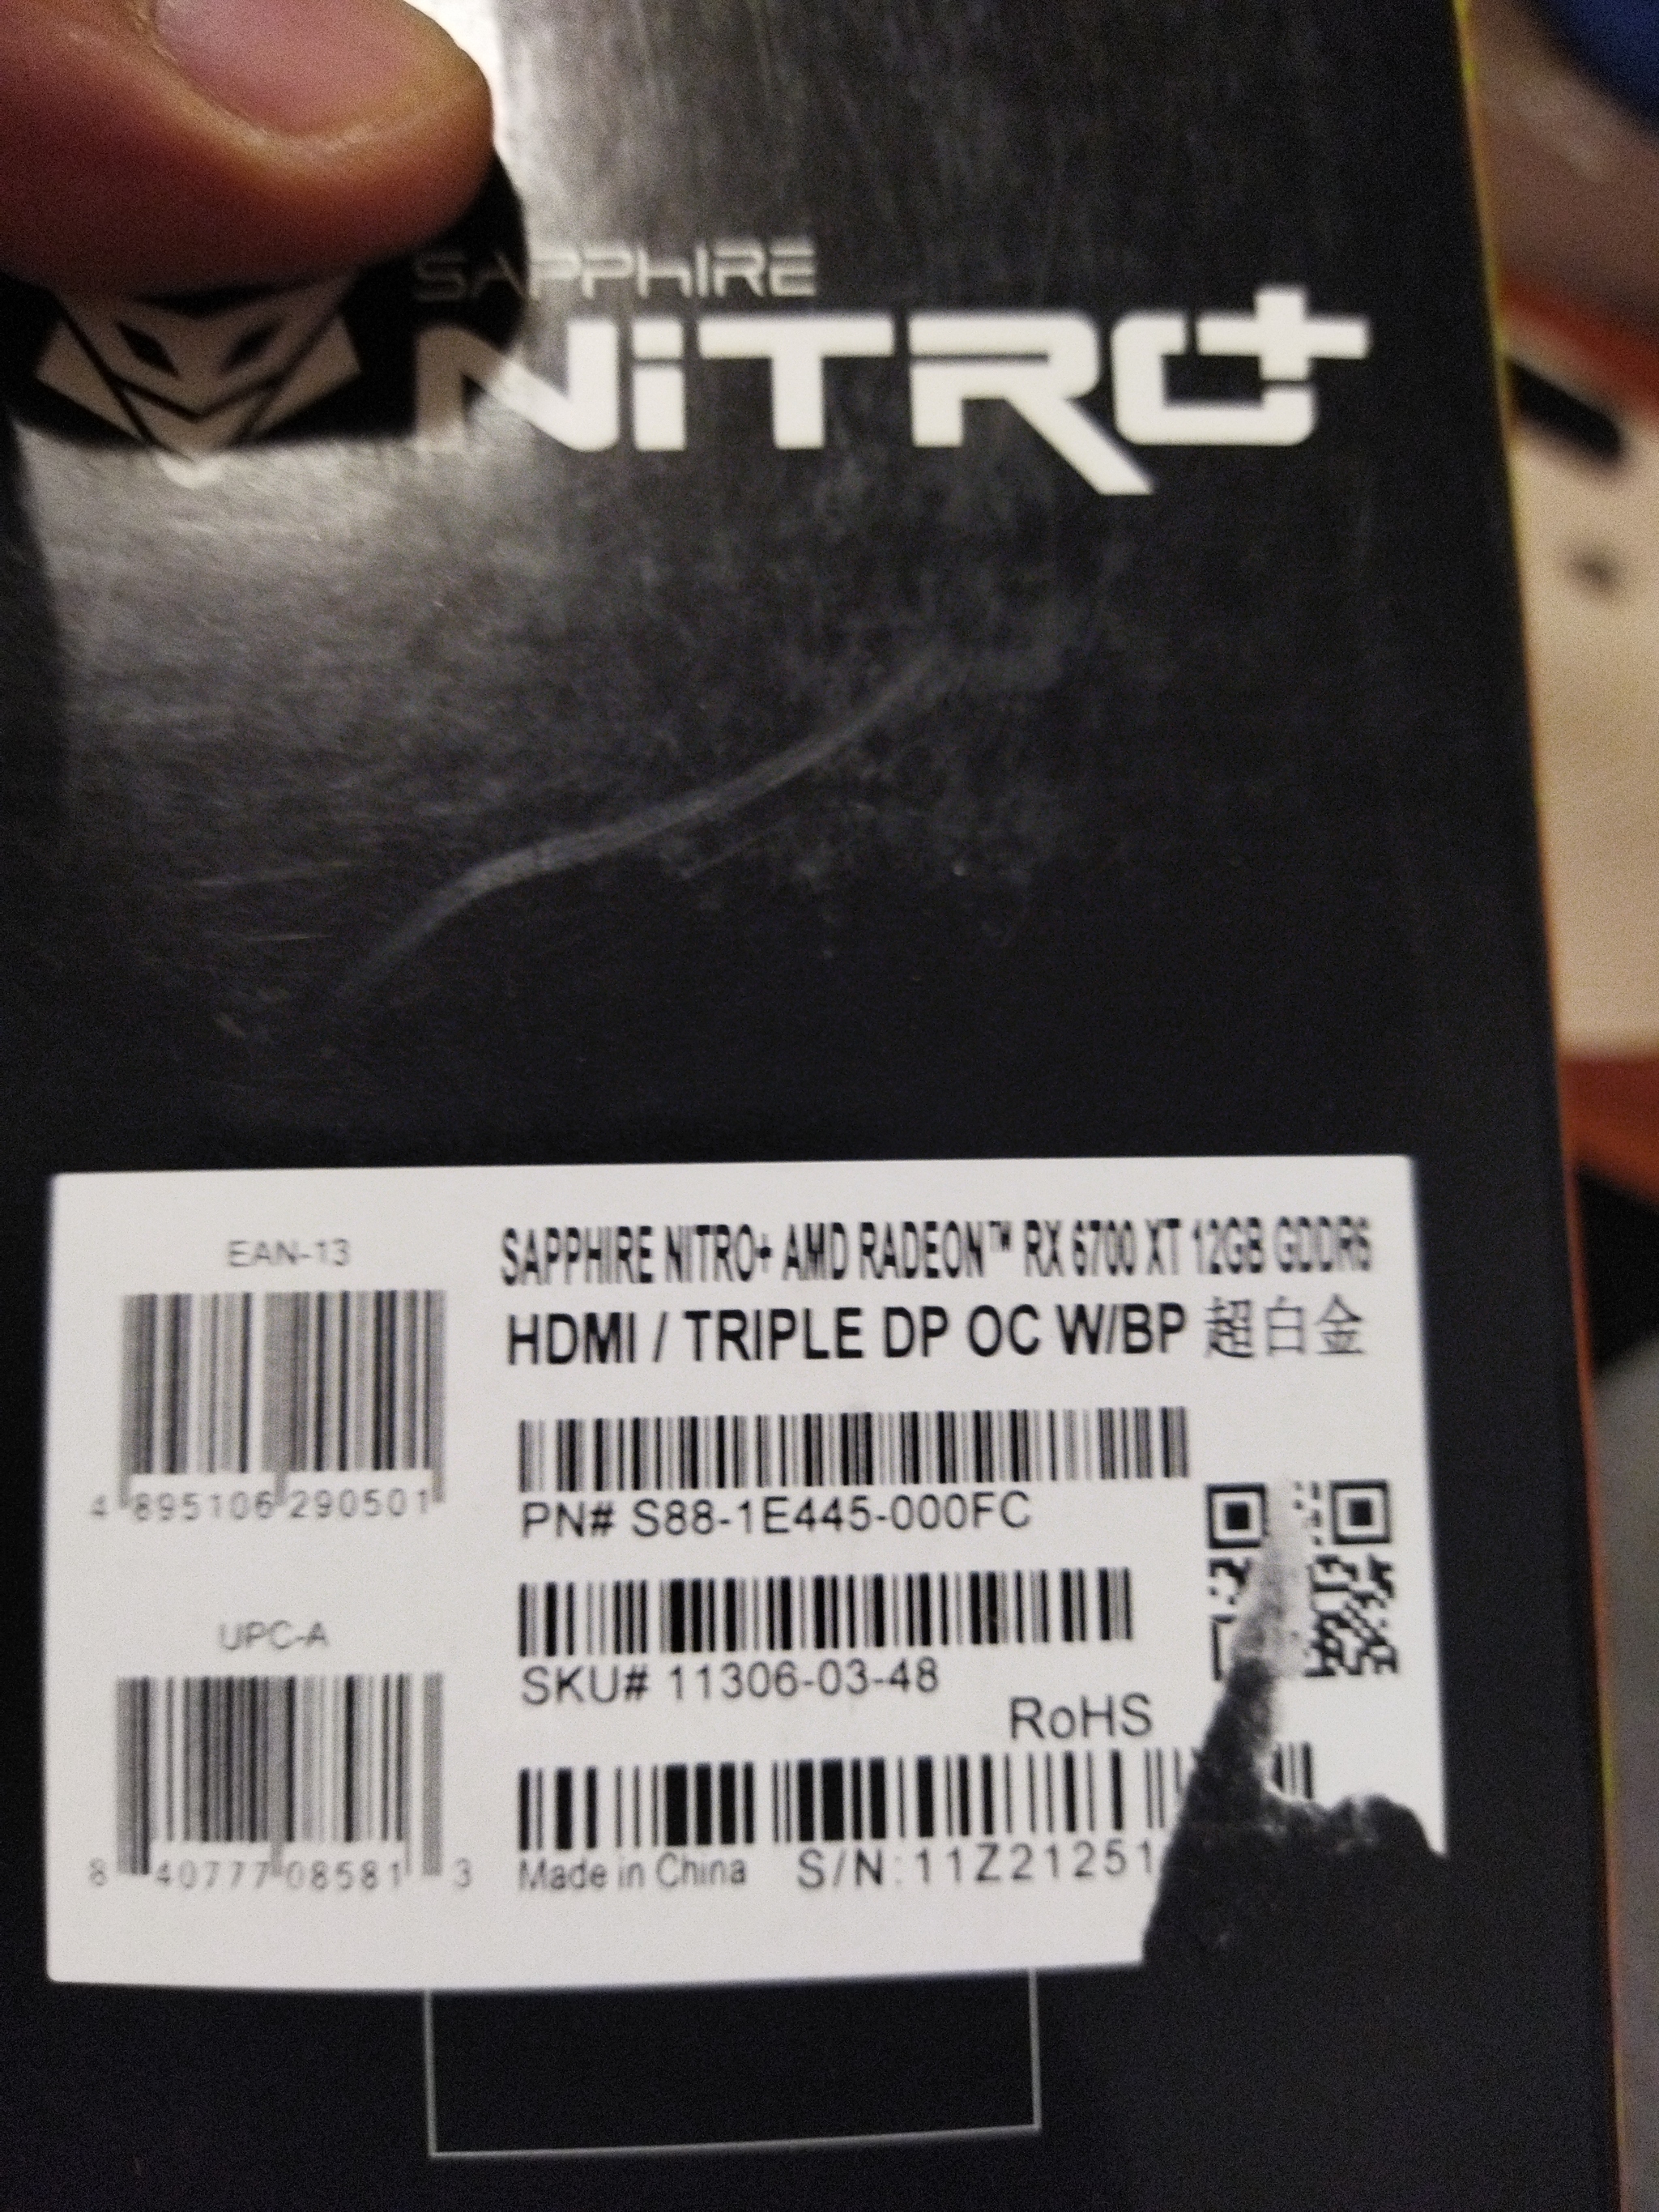 SAPPHIRE
NITRO+
EAN-13
SAPPHIRE NITRO+ AMD RADEON™ RX 6700 XT 12GB GDDR6
HDMI / TRIPLE DP OC W/BP 超白金
4 895106 290501
PN# S88-1E445-000FC
UPC-A
SKU# 11306-03-48
RoHS
8 40777 08581 3
Made in China S/N:11Z21251